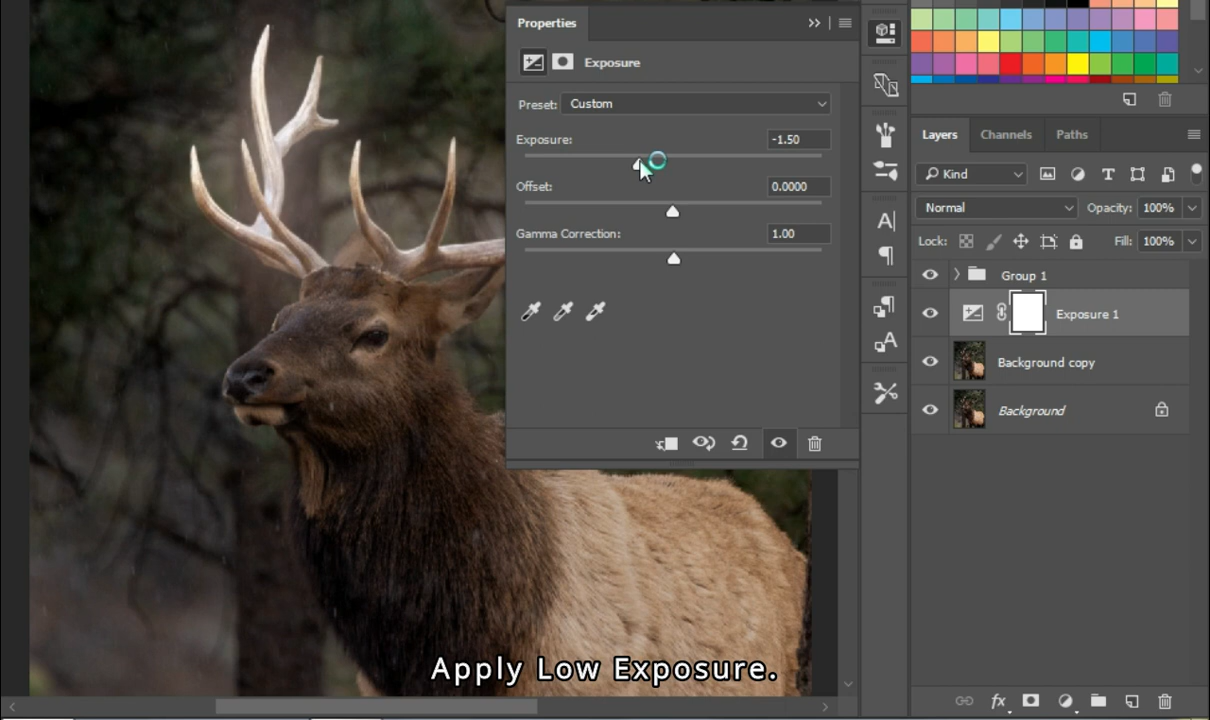 Properties
Exposure
Preset: Custom
Exposure: -1.50
Offset: 0.0000
Gamma Correction: 1.00
Layers Channels Paths
Kind
Normal Opacity: 100%
Lock: Fill: 100%
Group 1
Exposure 1
Background copy
Background
Apply Low Exposure.